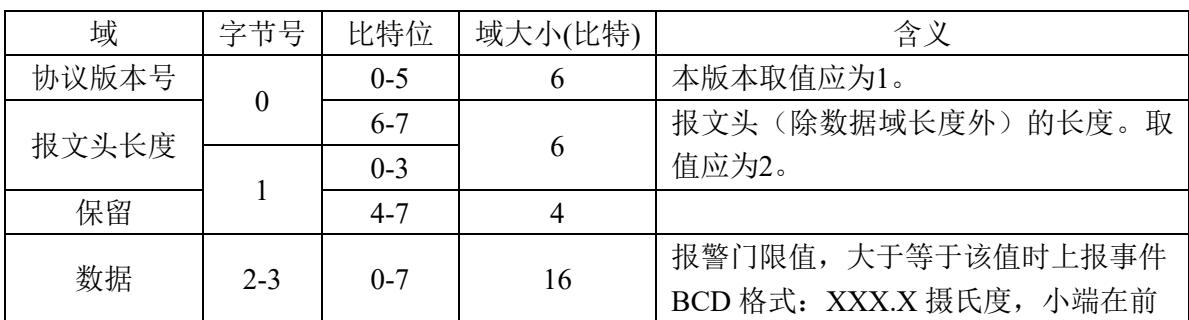 域 字节号 比特位 域大小(比特) 含义
协议版本号 0 0-5 6 本版本取值应为1。
报文头长度 6-7 6 报文头（除数据域长度外）的长度。取
1 0-3 值应为2。
保留 4-7 4
数据 2-3 0-7 16 报警门限值，大于等于该值时上报事件
BCD 格式：XXX.X 摄氏度，小端在前